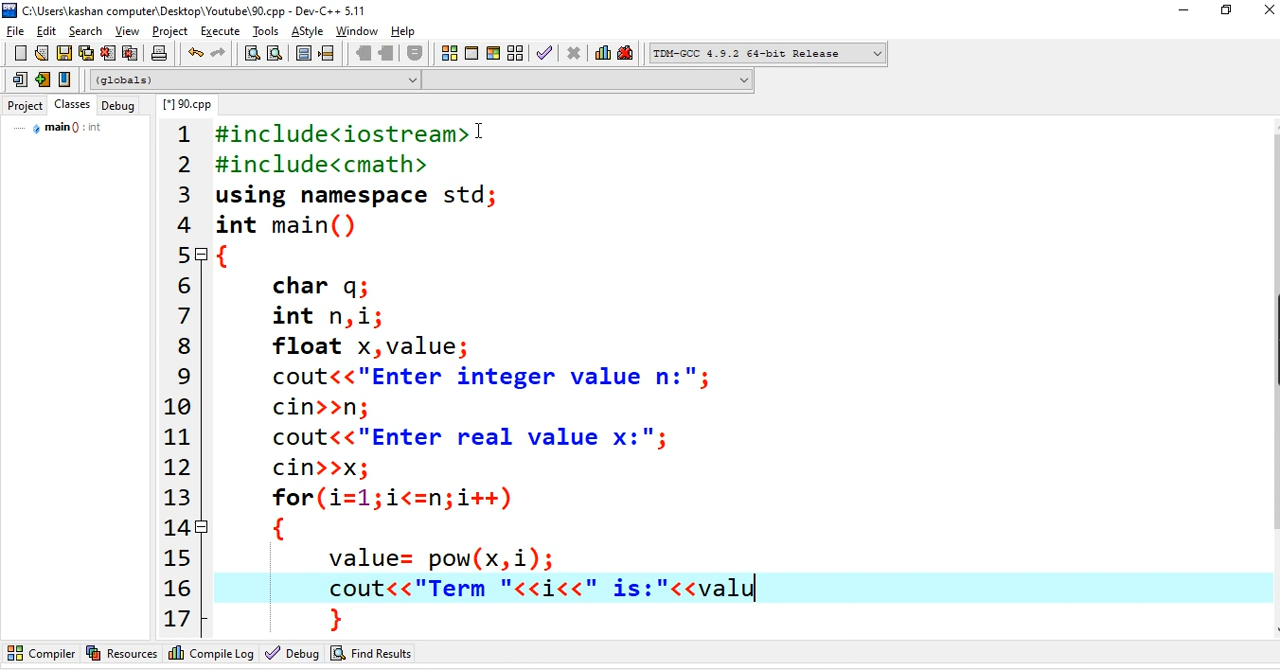 C:\Users\kashan computer\Desktop\Youtube\90.cpp - Dev-C++ 5.11
File Edit Search View Project Execute Tools AStyle Window Help
TDM-GCC 4.9.2 64-bit Release
(globals)
Project Classes Debug [*] 90.cpp
main () : int
1 #include<iostream>
2 #include<cmath>
3 using namespace std;
4 int main()
5 {
6 char q;
7 int n,i;
8 float x,value;
9 cout<<"Enter integer value n:";
10 cin>>n;
11 cout<<"Enter real value x:";
12 cin>>x;
13 for(i=1;i<=n;i++)
14 {
15 value= pow(x,i);
16 cout<<"Term "<<i<<" is:"<<valu
17 }
Compiler Resources Compile Log Debug Find Results